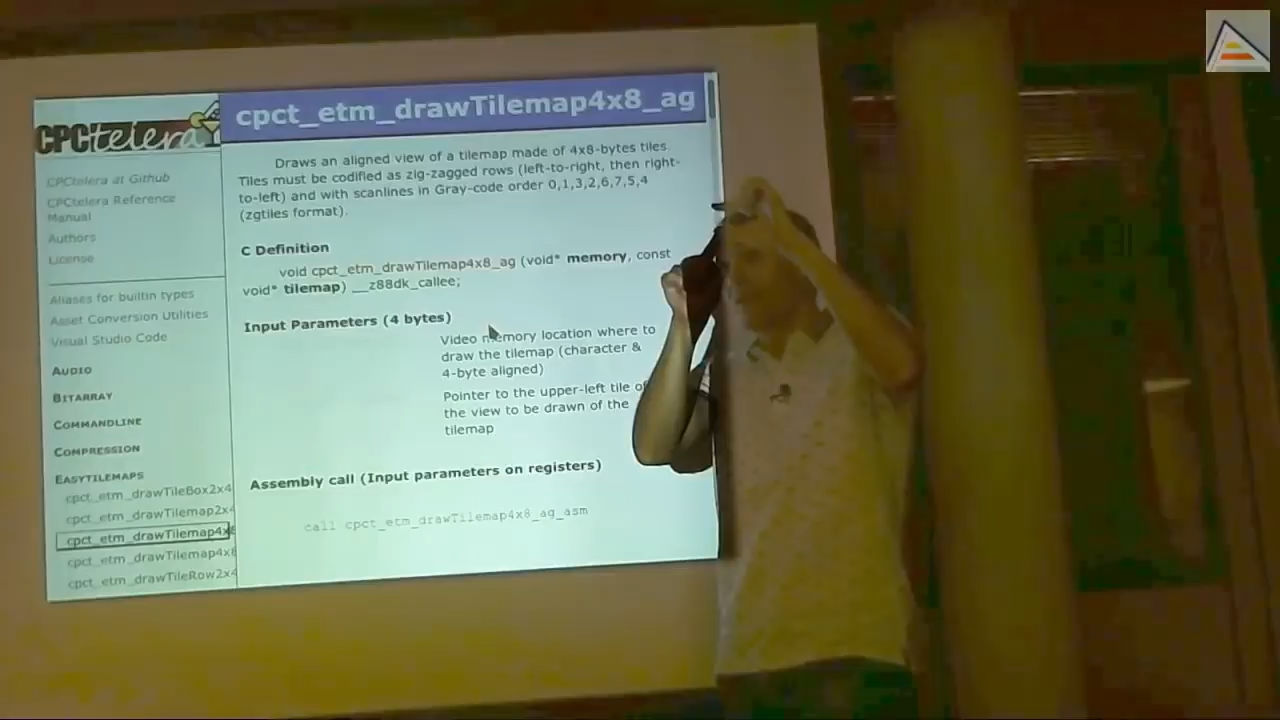 CPCtelera
CPCtelera at Github
CPCtelera Reference
Manual
Authors
License
Aliases for builtin types
Asset Conversion Utilities
Visual Studio Code
AUDIO
BITARRAY
COMMANDLINE
COMPRESSION
EASYTILEMAPS
cpct_etm_drawTileBox2x4
cpct_etm_drawTilemap2x4
cpct_etm_drawTilemap4x8
cpct_etm_drawTilemap4x8
cpct_etm_drawTileRow2x4
cpct_etm_drawTilemap4x8_ag
Draws an aligned view of a tilemap made of 4x8-bytes tiles.
Tiles must be codified as zig-zagged rows (left-to-right, then right-
to-left) and with scanlines in Gray-code order 0,1,3,2,6,7,5,4
(zgtiles format).
C Definition
void cpct_etm_drawTilemap4x8_ag (void* memory, const
void* tilemap) __z88dk_callee;
Input Parameters (4 bytes)
Video memory location where to
draw the tilemap (character &
4-byte aligned)
Pointer to the upper-left tile of
the view to be drawn of the
tilemap
Assembly call (Input parameters on registers)
call cpct_etm_drawTilemap4x8_ag_asm